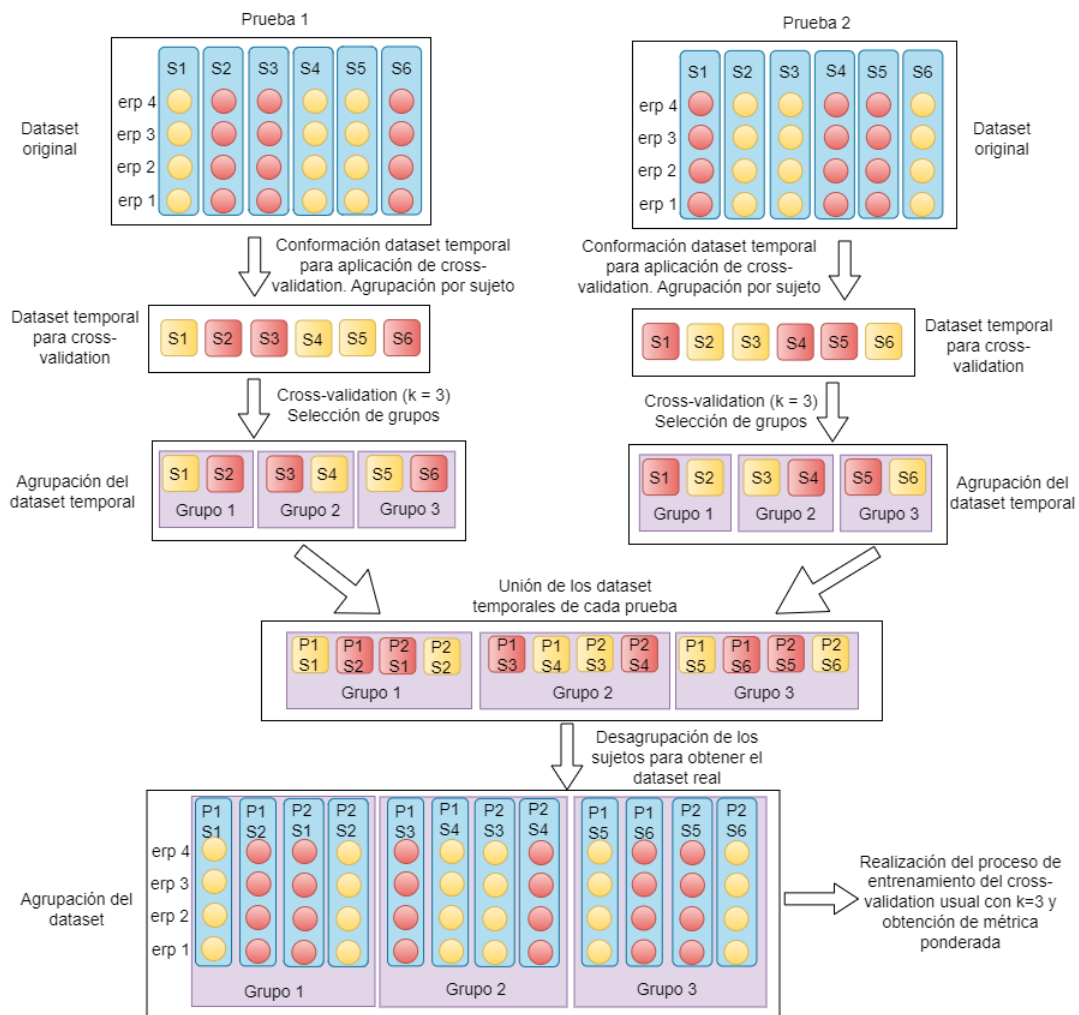 Prueba 1
Prueba 2
S1 S2 S3 S4 S5 S6
erp 4
erp 3
erp 2
erp 1
Dataset
original
S1 S2 S3 S4 S5 S6
erp 4
erp 3
erp 2
erp 1
Dataset
original
Conformación dataset temporal
para aplicación de cross-
validation. Agrupación por sujeto
Conformación dataset temporal
para aplicación de cross-
validation. Agrupación por sujeto
Dataset temporal
para cross-
validation
S1 S2 S3 S4 S5 S6
S1 S2 S3 S4 S5 S6
Dataset temporal
para cross-
validation
Cross-validation (k = 3)
Selección de grupos
Cross-validation (k = 3)
Selección de grupos
Agrupación del
dataset temporal
S1 S2 S3 S4 S5 S6
Grupo 1 Grupo 2 Grupo 3
S1 S2 S3 S4 S5 S6
Grupo 1 Grupo 2 Grupo 3
Agrupación del
dataset temporal
Unión de los dataset
temporales de cada prueba
P1 P1 P2 P2 P1 P1 P2 P2 P1 P1 P2 P2
S1 S2 S1 S2 S3 S4 S3 S4 S5 S6 S5 S6
Grupo 1 Grupo 2 Grupo 3
Desagrupación de los
sujetos para obtener el
dataset real
P1 P1 P2 P2 P1 P1 P2 P2 P1 P1 P2 P2
S1 S2 S1 S2 S3 S4 S3 S4 S5 S6 S5 S6
erp 4
erp 3
erp 2
erp 1
Agrupación del
dataset
Grupo 1 Grupo 2 Grupo 3
Realización del proceso de
entrenamiento del cross-
validation usual con k=3 y
obtención de métrica
ponderada